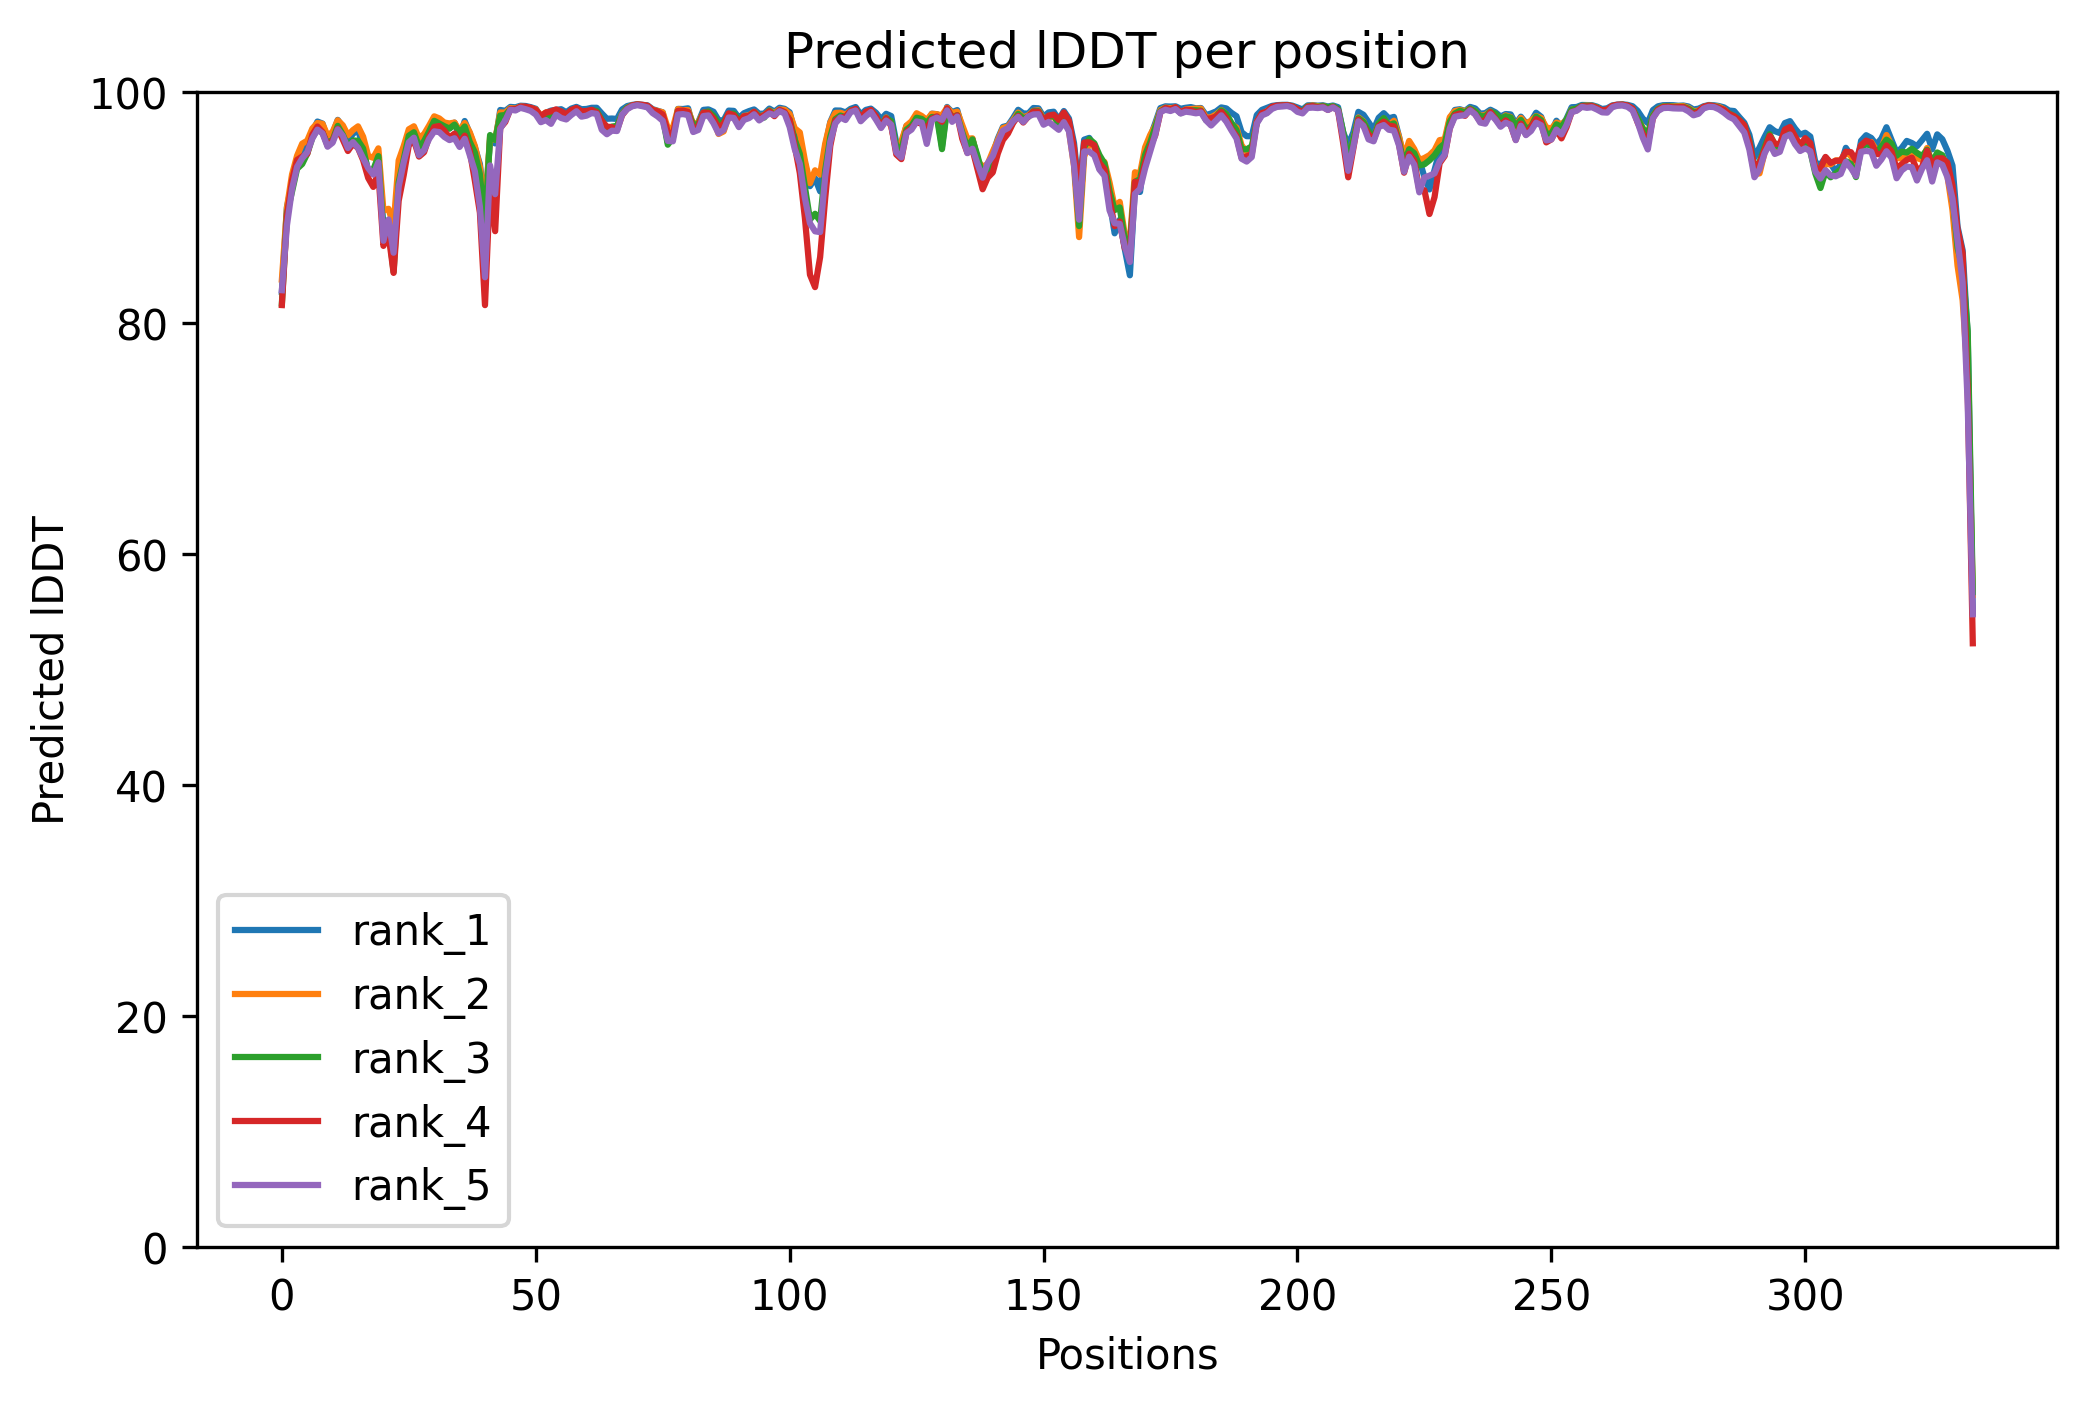 Predicted lDDT per position
100
80
60
40
20
0
Predicted lDDT
rank_1
rank_2
rank_3
rank_4
rank_5
0 50 100 150 200 250 300
Positions